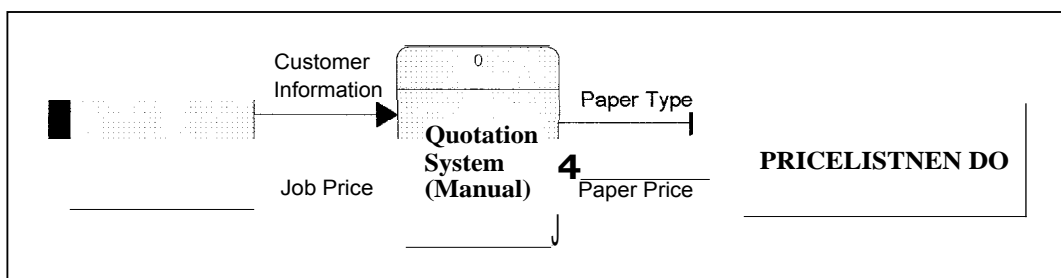 Customer
Information
0
Paper Type
Quotation
System
(Manual)
4
PRICELISTNEN DO
Job Price
Paper Price